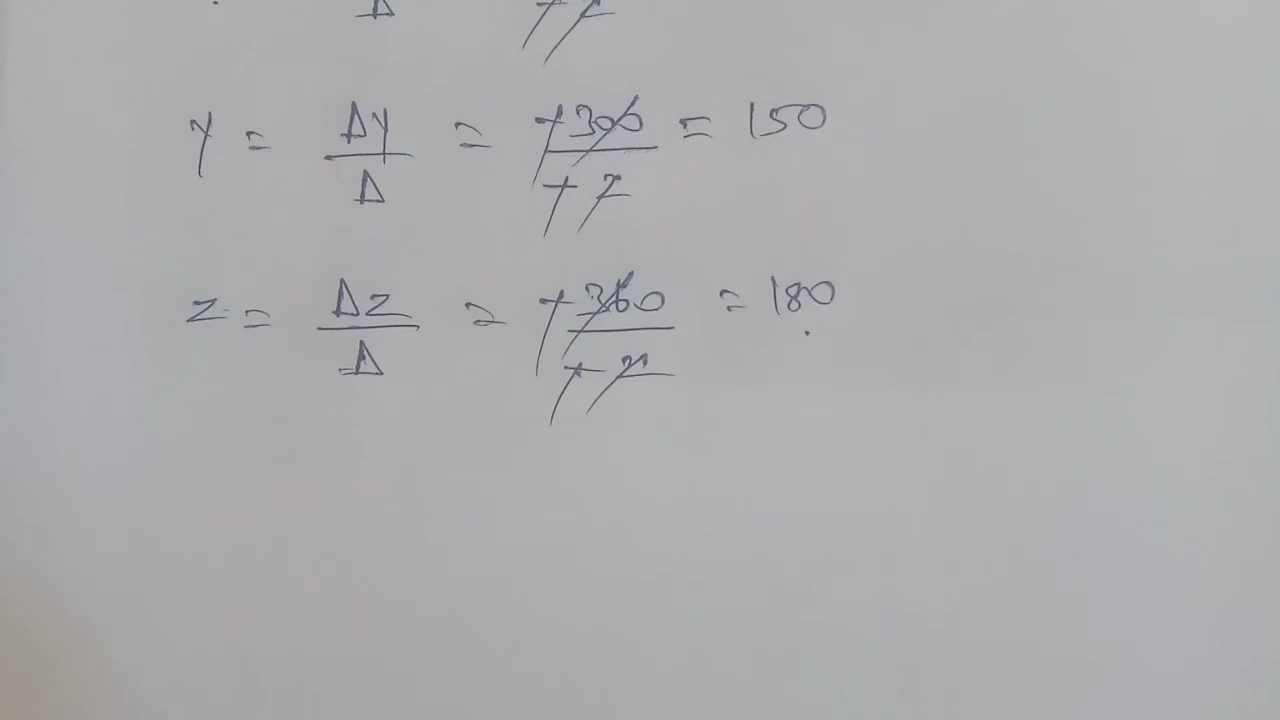 y = Δy/Δ = -300/-2 = 150
z = Δz/Δ = -360/-2 = 180